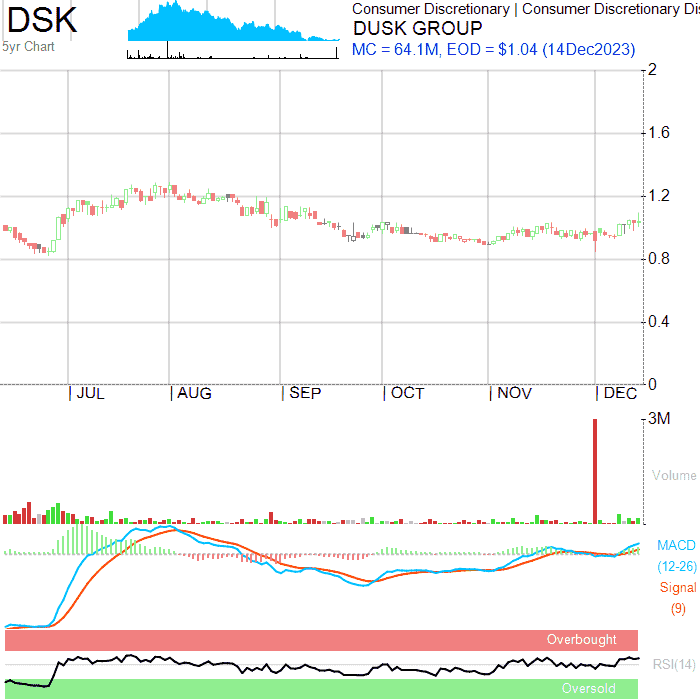 DSK
5yr Chart
Consumer Discretionary | Consumer Discretionary Dis
DUSK GROUP
MC = 64.1M, EOD = $1.04 (14Dec2023)
2
1.6
1.2
0.8
0.4
0
JUL AUG SEP OCT NOV DEC
3M
Volume
MACD
(12-26)
Signal
(9)
Overbought
RSI(14)
Oversold